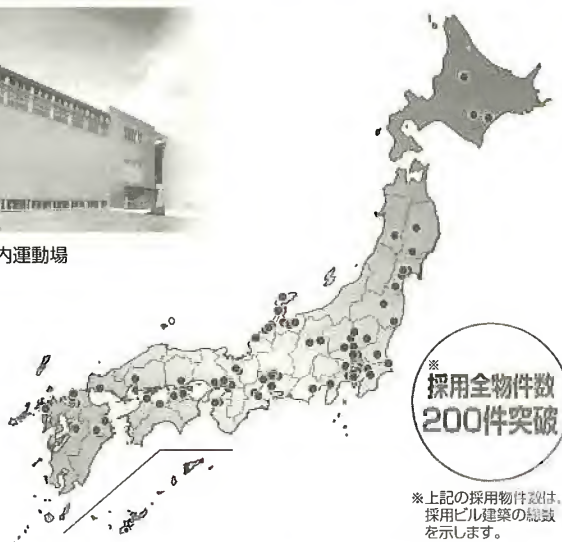 内運動場
※
採用全物件数
200件突破
※上記の採用物件数は、
採用ビル建築の総数
を示します。